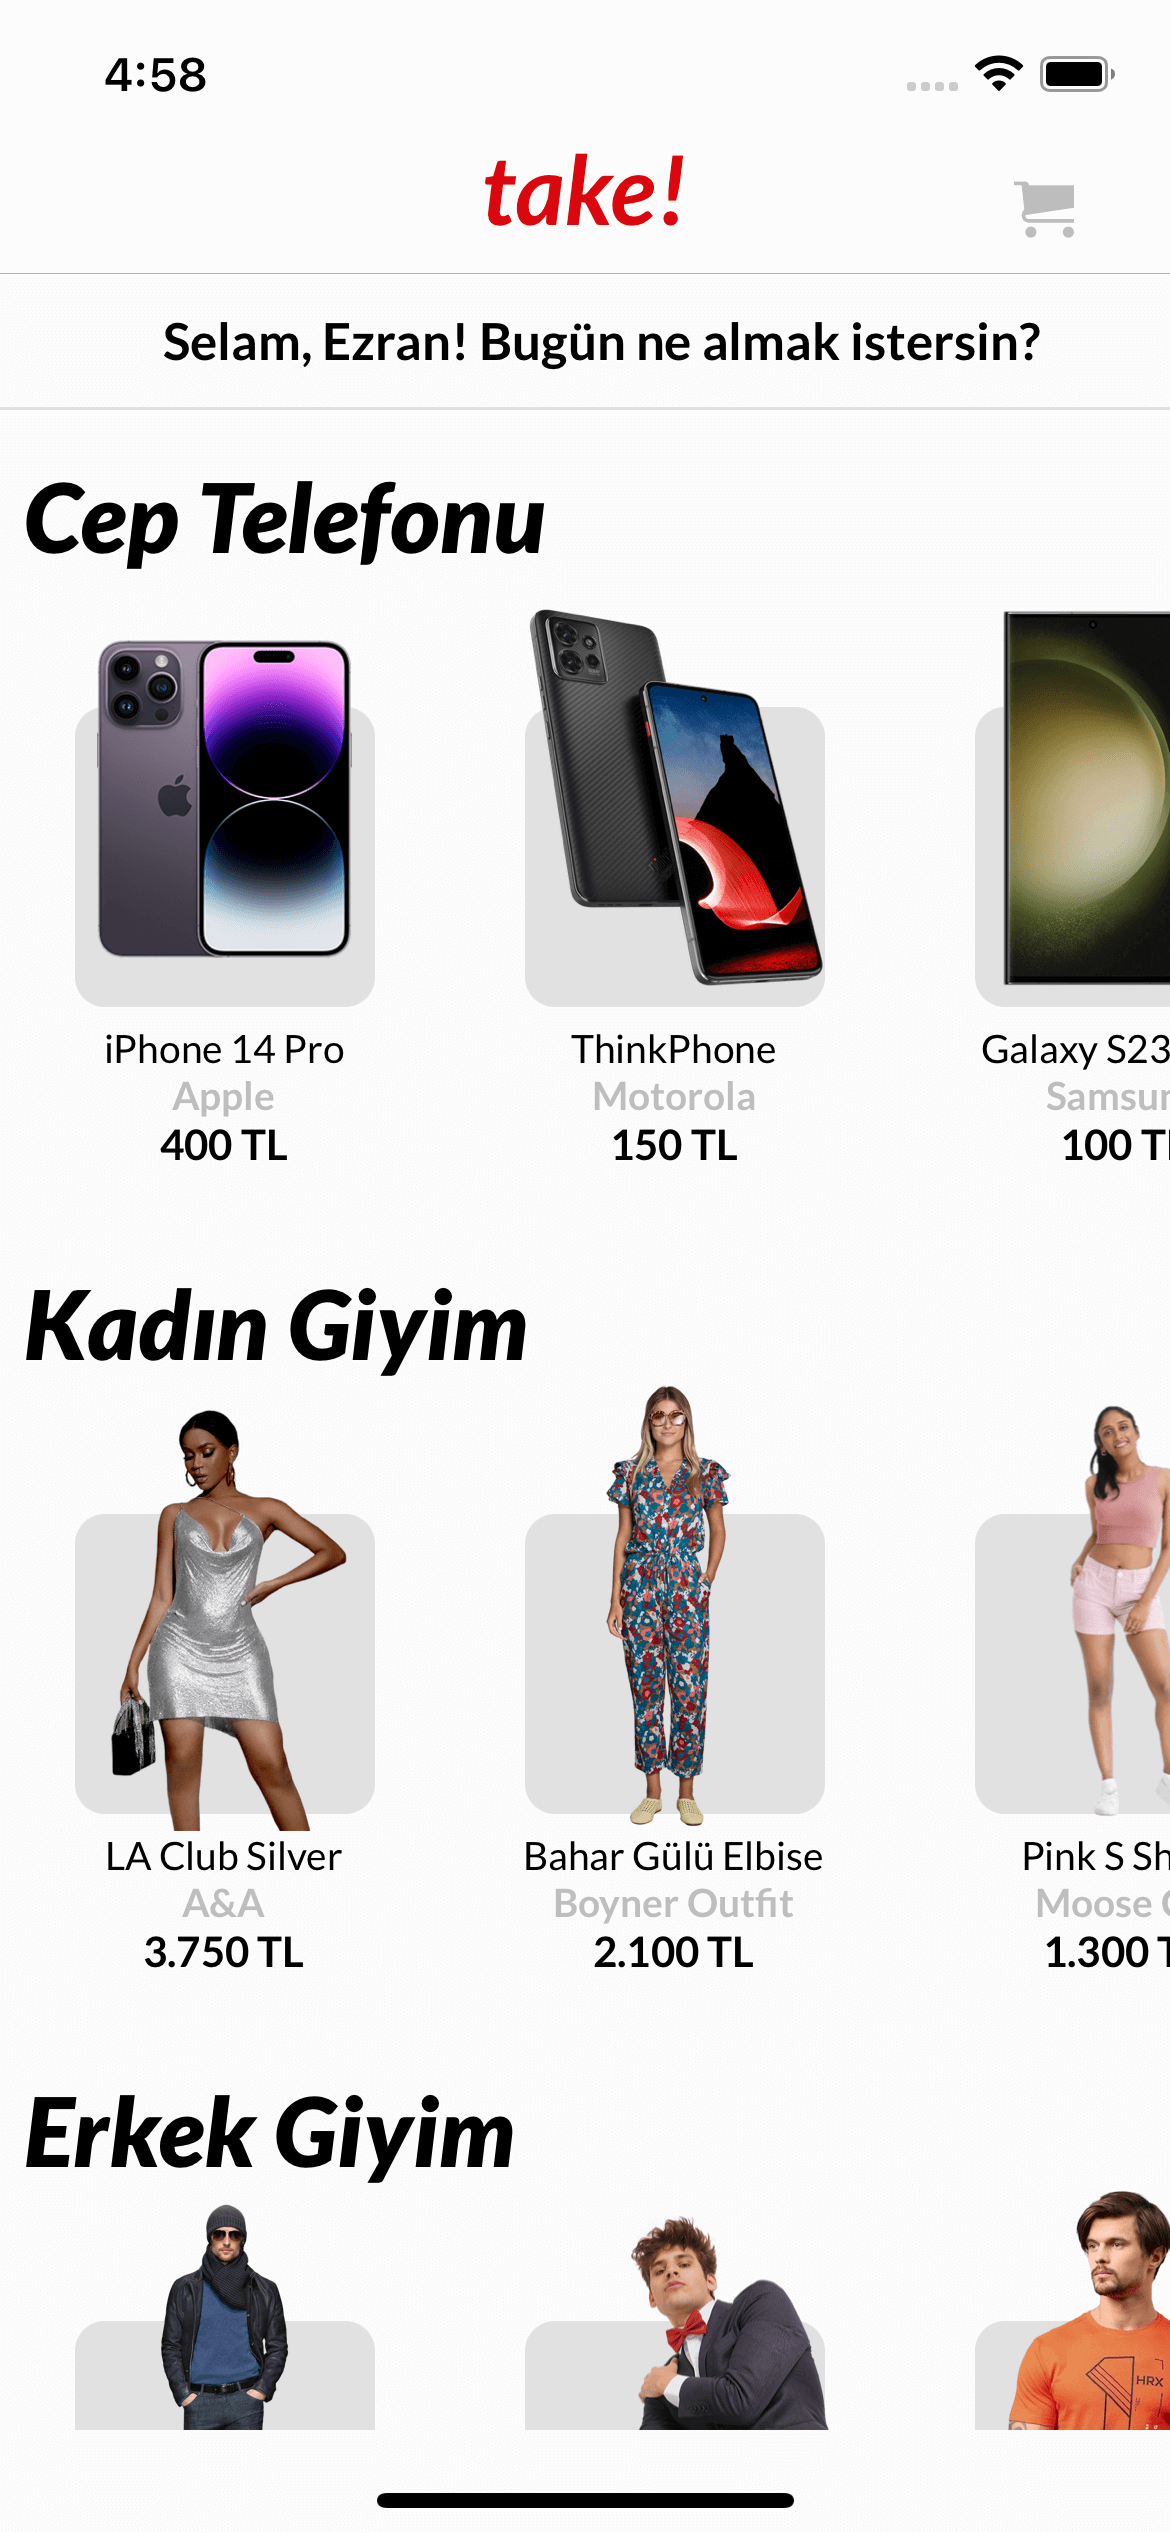 4:58
take!
Selam, Ezran! Bugün ne almak istersin?
Cep Telefonu
iPhone 14 Pro
Apple
400 TL
ThinkPhone
Motorola
150 TL
Galaxy S23
Samsun
100 TL
Kadın Giyim
LA Club Silver
A&A
3.750 TL
Bahar Gülü Elbise
Boyner Outfit
2.100 TL
Pink S Sh
Moose
1.300 T
Erkek Giyim
HRX